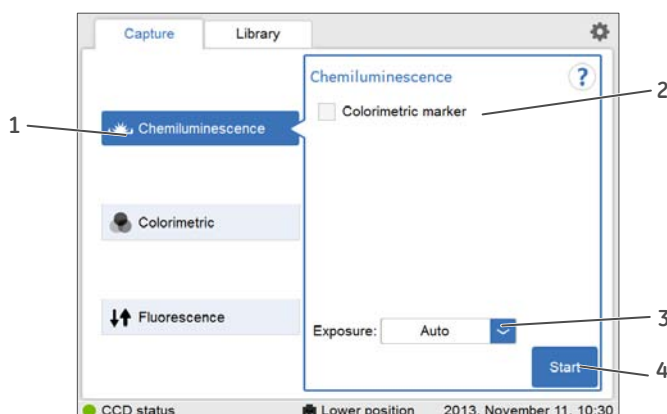 Capture Library
Chemiluminescence ?
2
Colorimetric marker
1
Chemiluminescence
Colorimetric
Fluorescence
3
Exposure: Auto
Start
4
CCD status Lower position 2013, November 11, 10:30